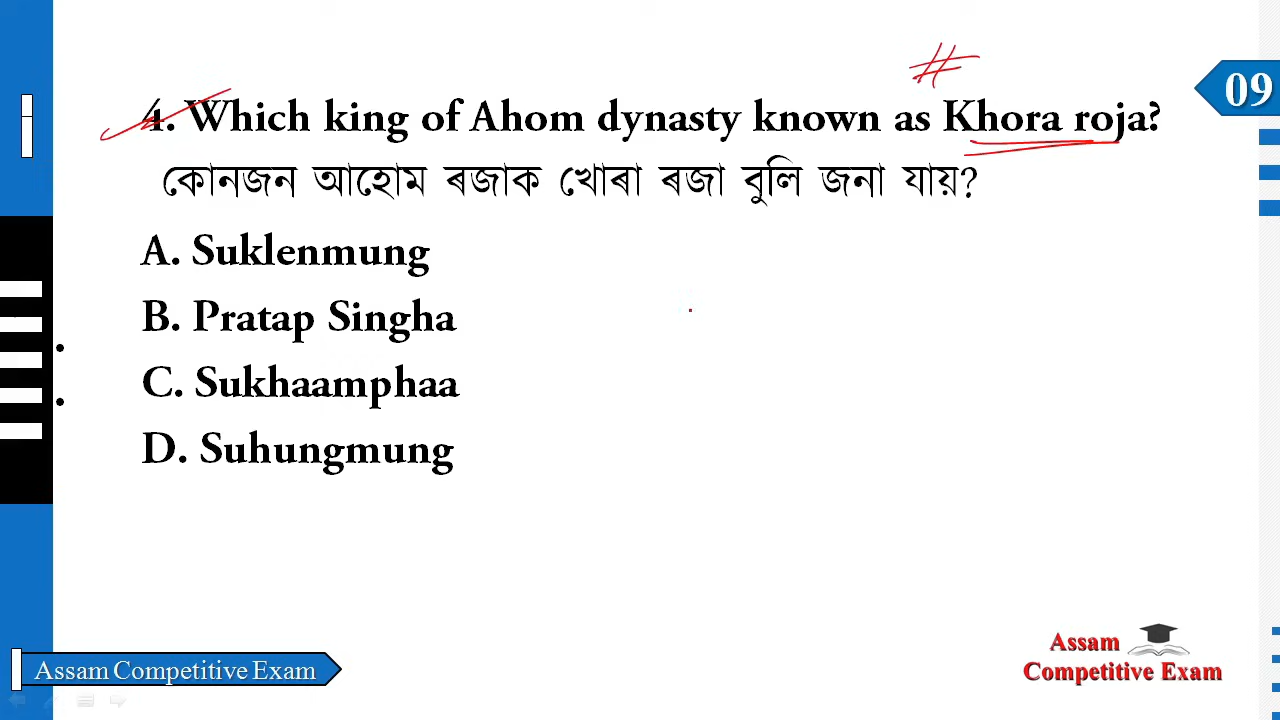 09
4. Which king of Ahom dynasty known as Khora roja?
কোনজন আহোম ৰজাক খোৰা ৰজা বুলি জনা যায়?
A. Suklenmung
B. Pratap Singha
C. Sukhaamphaa
D. Suhungmung
Assam Competitive Exam
Assam
Competitive Exam